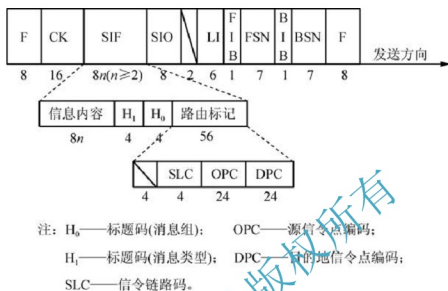 F CK SIF SIO LI FIB FSN BIB BSN F
8 16 8n(n≥2) 8 2 6 1 7 1 7 8
发送方向
信息内容 H₁ H₀ 路由标记
8n 4 4 56
SLC OPC DPC
4 4 24 24
注：H₀——标题码(消息组)； OPC——源信令点编码；
H₁——标题码(消息类型)； DPC——目的地信令点编码；
SLC——信令链路码。
版权所有